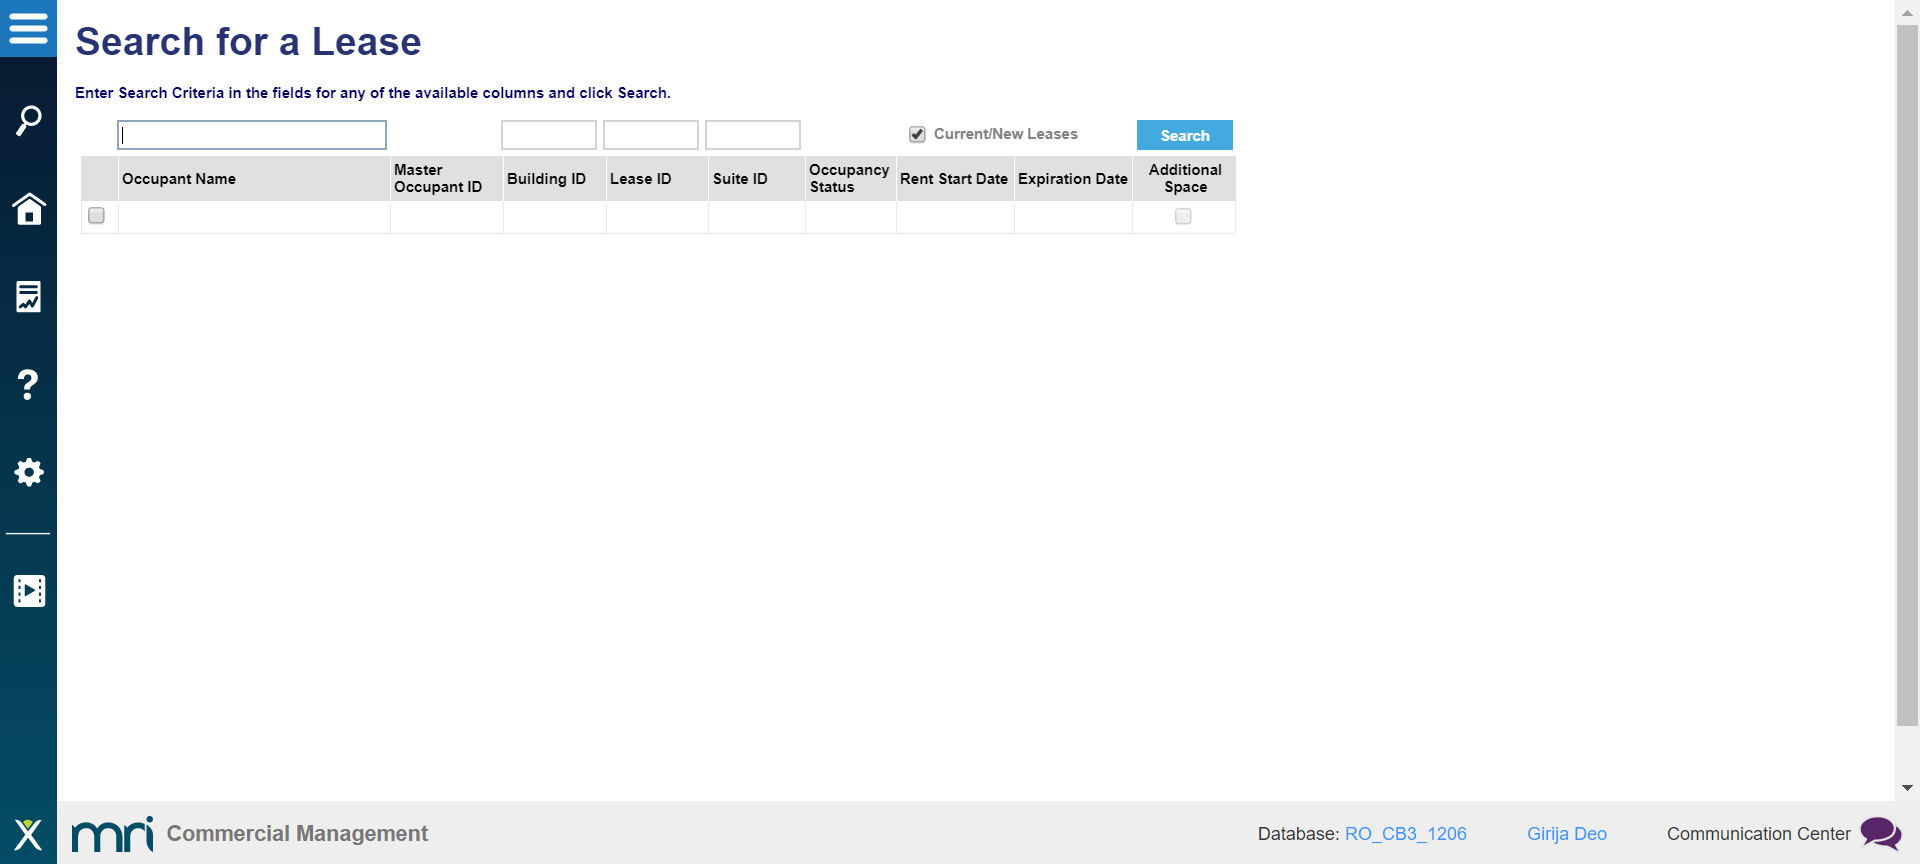 Search for a Lease
Enter Search Criteria in the fields for any of the available columns and click Search.
Current/New Leases
Search
Occupant Name
Master
Occupant ID
Building ID
Lease ID
Suite ID
Occupancy
Status
Rent Start Date
Expiration Date
Additional
Space
mri Commercial Management
Database: RO_CB3_1206
Girija Deo
Communication Center